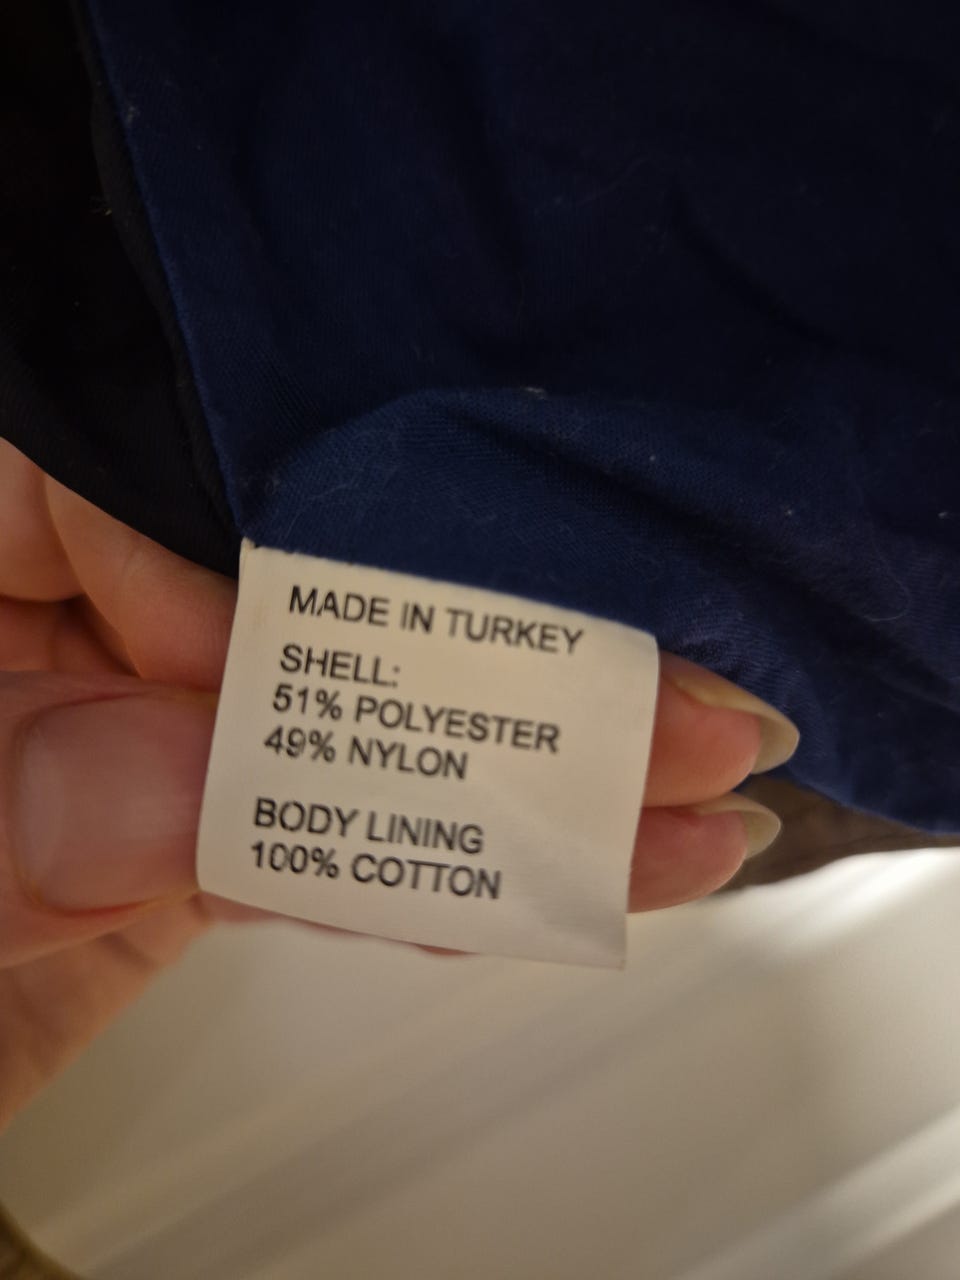 MADE IN TURKEY
SHELL:
51% POLYESTER
49% NYLON
BODY LINING
100% COTTON